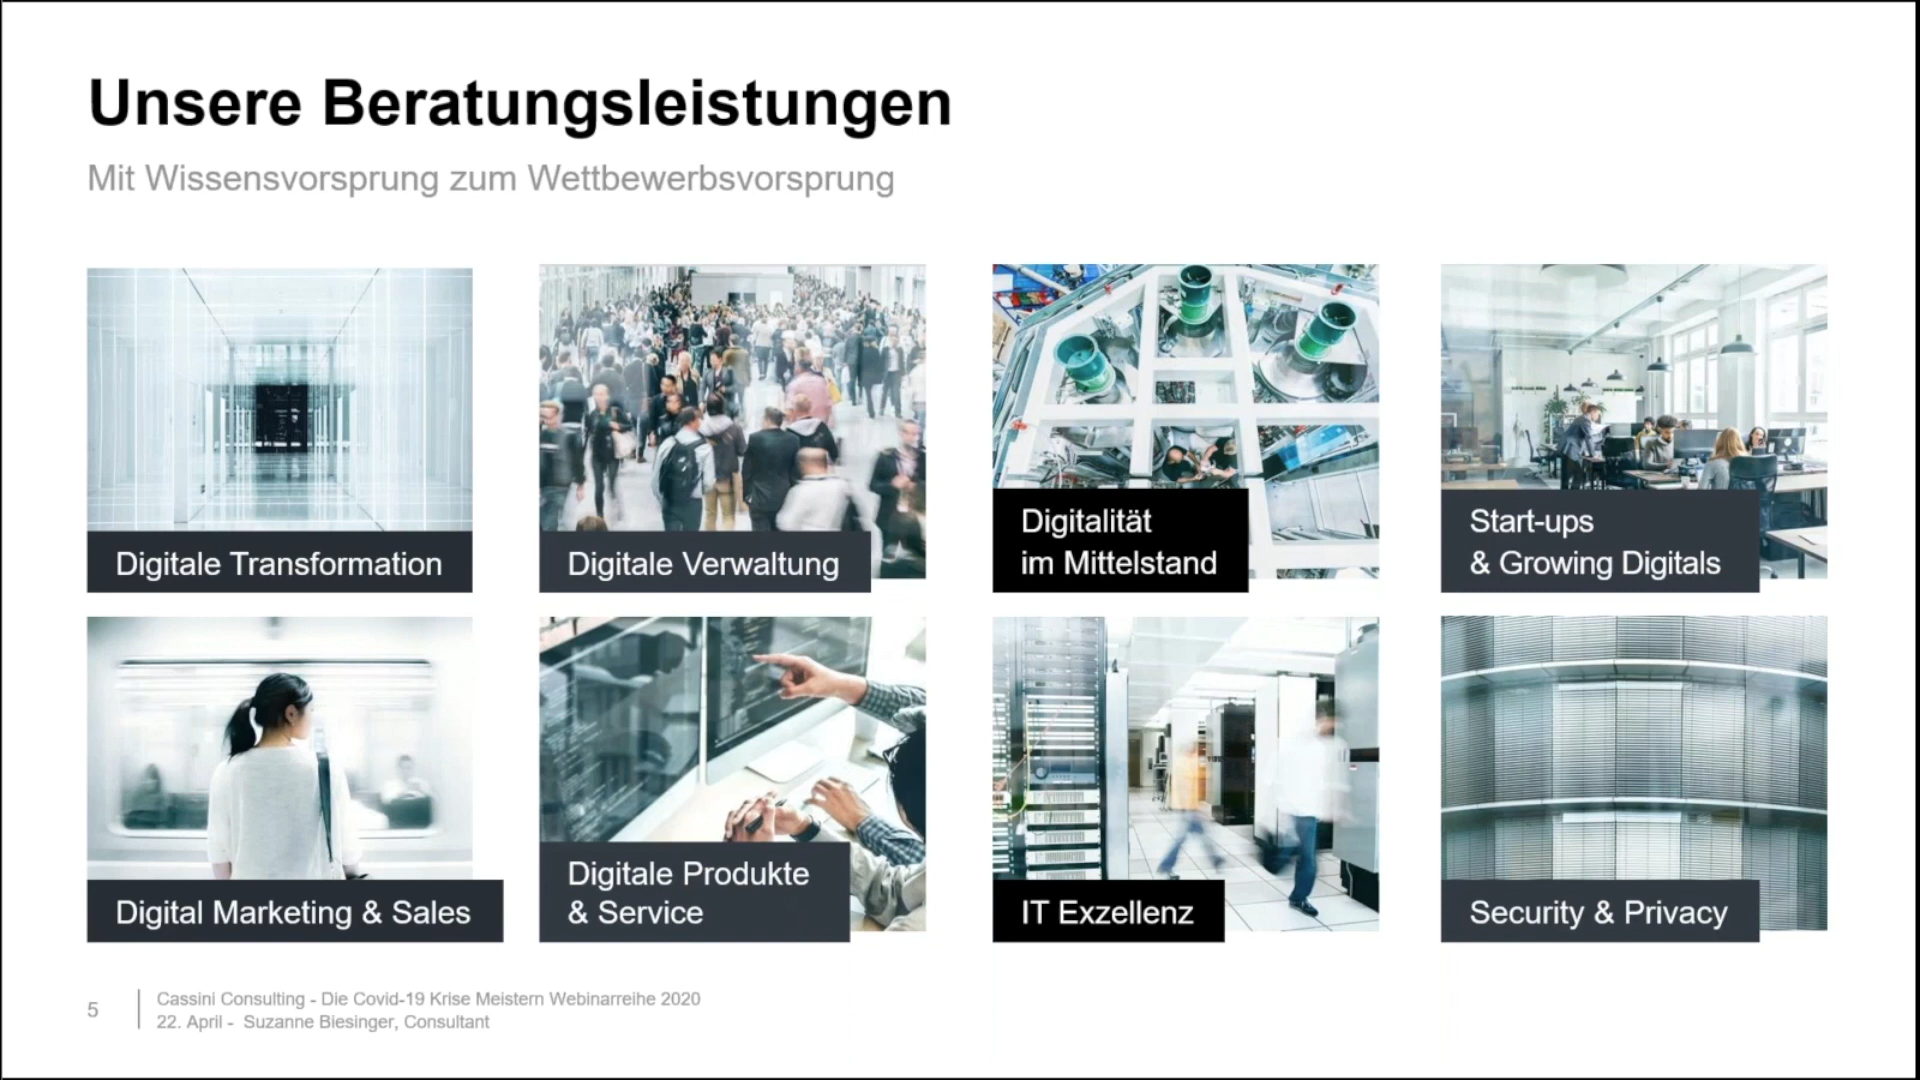 Unsere Beratungsleistungen
Mit Wissensvorsprung zum Wettbewerbsvorsprung
Digitale Transformation
Digitale Verwaltung
Digitalität
im Mittelstand
Start-ups
& Growing Digitals
Digital Marketing & Sales
Digitale Produkte
& Service
IT Exzellenz
Security & Privacy
5
Cassini Consulting - Die Covid-19 Krise Meistern Webinarreihe 2020
22. April - Suzanne Biesinger, Consultant